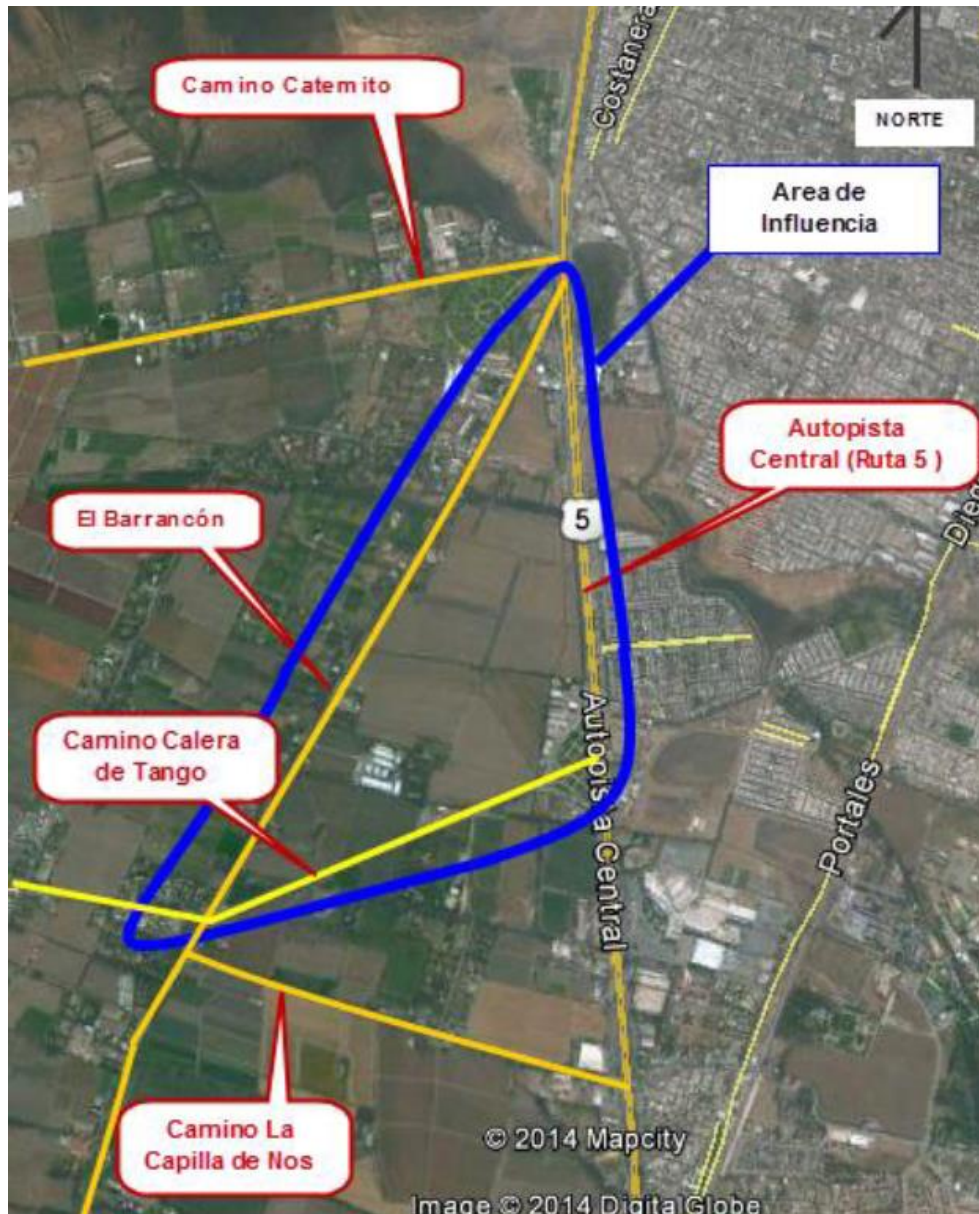 Costanera
Camino Catemito
NORTE
Area de
Influencia
Autopista
Central (Ruta 5 )
El Barrancón
5
Camino Calera
de Tango
Autopista Central
Portales
Camino La
Capilla de Nos
© 2014 Mapcity
Image © 2014 DigitalGlobe